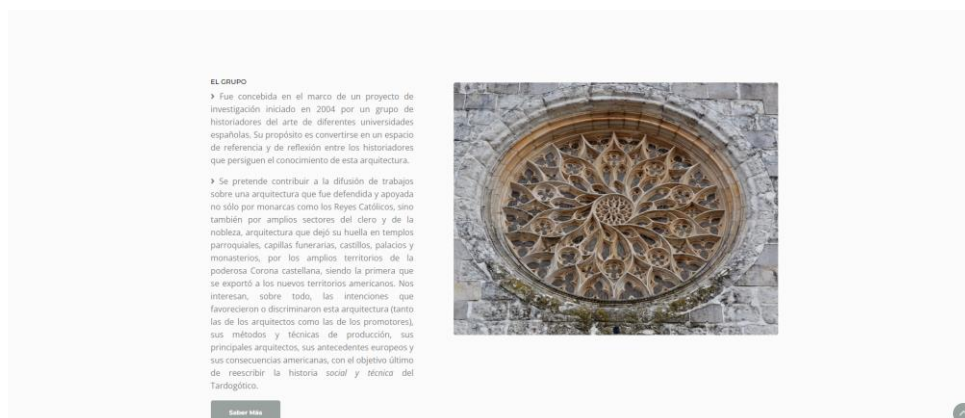 EL GRUPO
› Fue concebida en el marco de un proyecto de
investigación iniciado en 2004 por un grupo de
historiadores del arte de diferentes universidades
españolas. Su propósito es convertirse en un espacio
de referencia y de reflexión entre los historiadores
que persiguen el conocimiento de esta arquitectura.
› Se pretende contribuir a la difusión de trabajos
sobre una arquitectura que fue defendida y apoyada
no sólo por monarcas como los Reyes Católicos, sino
también por amplios sectores del clero y de la
nobleza, arquitectura que dejó su huella en templos
parroquiales, capillas funerarias, castillos, palacios y
monasterios, por los amplios territorios de la
poderosa Corona castellana, siendo la primera que
se exportó a los nuevos territorios americanos. Nos
interesan, sobre todo, las intenciones que
favorecieron o discriminaron esta arquitectura (tanto
las de los arquitectos como las de los promotores),
sus métodos y técnicas de producción, sus
principales arquitectos, sus antecedentes europeos y
sus consecuencias americanas, con el objetivo último
de reescribir la historia social y técnica del
Tardogótico.
Saber Más